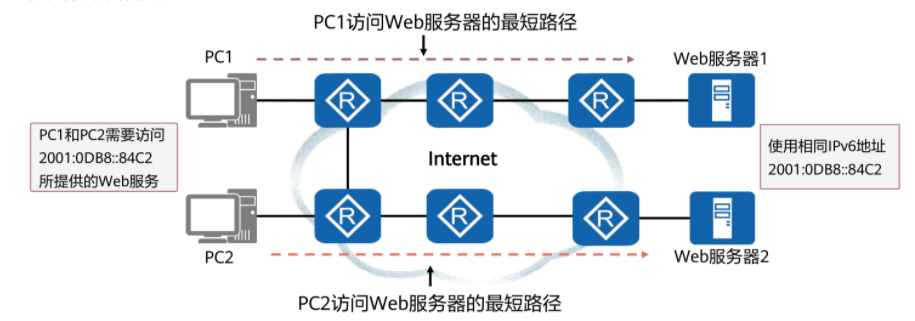 PC1访问Web服务器的最短路径
PC1
Web服务器1
R
R
R
PC1和PC2需要访问
2001:0DB8::84C2
所提供的Web服务
Internet
使用相同IPv6地址
2001:0DB8::84C2
R
R
R
PC2
Web服务器2
PC2访问Web服务器的最短路径